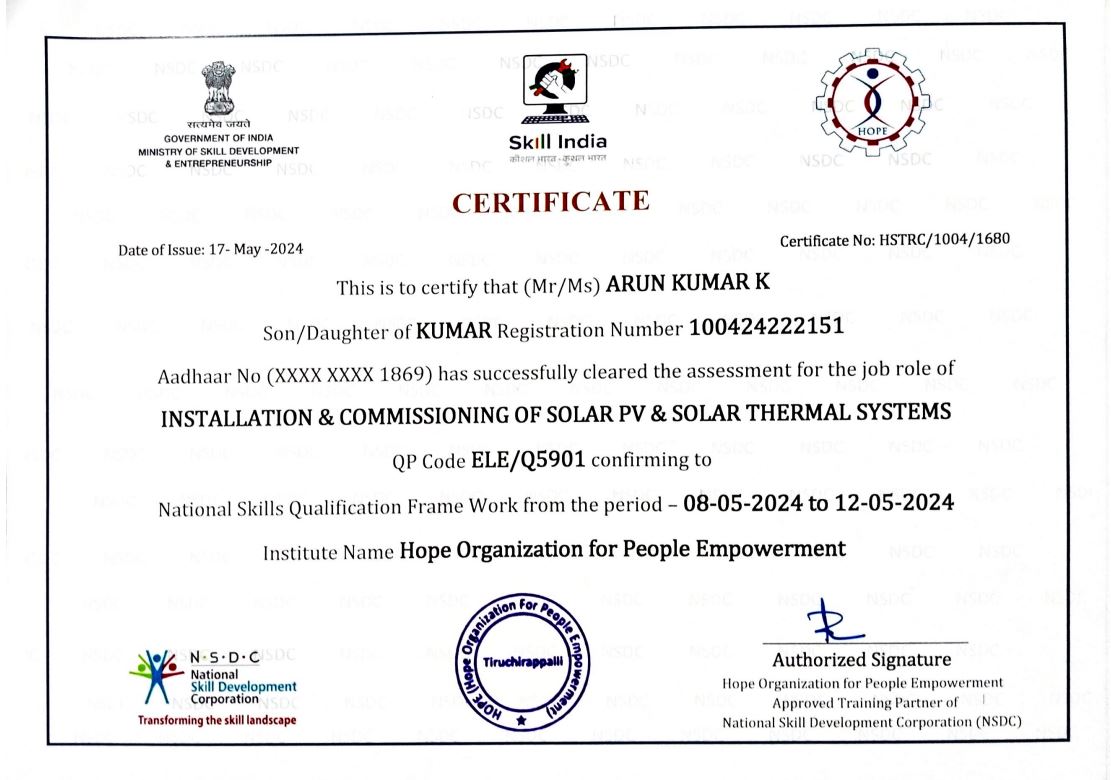 सत्यमेव जयते
GOVERNMENT OF INDIA
MINISTRY OF SKILL DEVELOPMENT
& ENTREPRENEURSHIP
Skill India
कौशल भारत - कुशल भारत
HOPE
CERTIFICATE
Date of Issue: 17- May -2024
Certificate No: HSTRC/1004/1680
This is to certify that (Mr/Ms) ARUN KUMAR K
Son/Daughter of KUMAR Registration Number 100424222151
Aadhaar No (XXXX XXXX 1869) has successfully cleared the assessment for the job role of
INSTALLATION & COMMISSIONING OF SOLAR PV & SOLAR THERMAL SYSTEMS
QP Code ELE/Q5901 confirming to
National Skills Qualification Frame Work from the period – 08-05-2024 to 12-05-2024
Institute Name Hope Organization for People Empowerment
N·S·D·C
National
Skill Development
Corporation
Transforming the skill landscape
HOPE (Hope Organization For People Empowerment)
Tiruchirappalli
Authorized Signature
Hope Organization for People Empowerment
Approved Training Partner of
National Skill Development Corporation (NSDC)